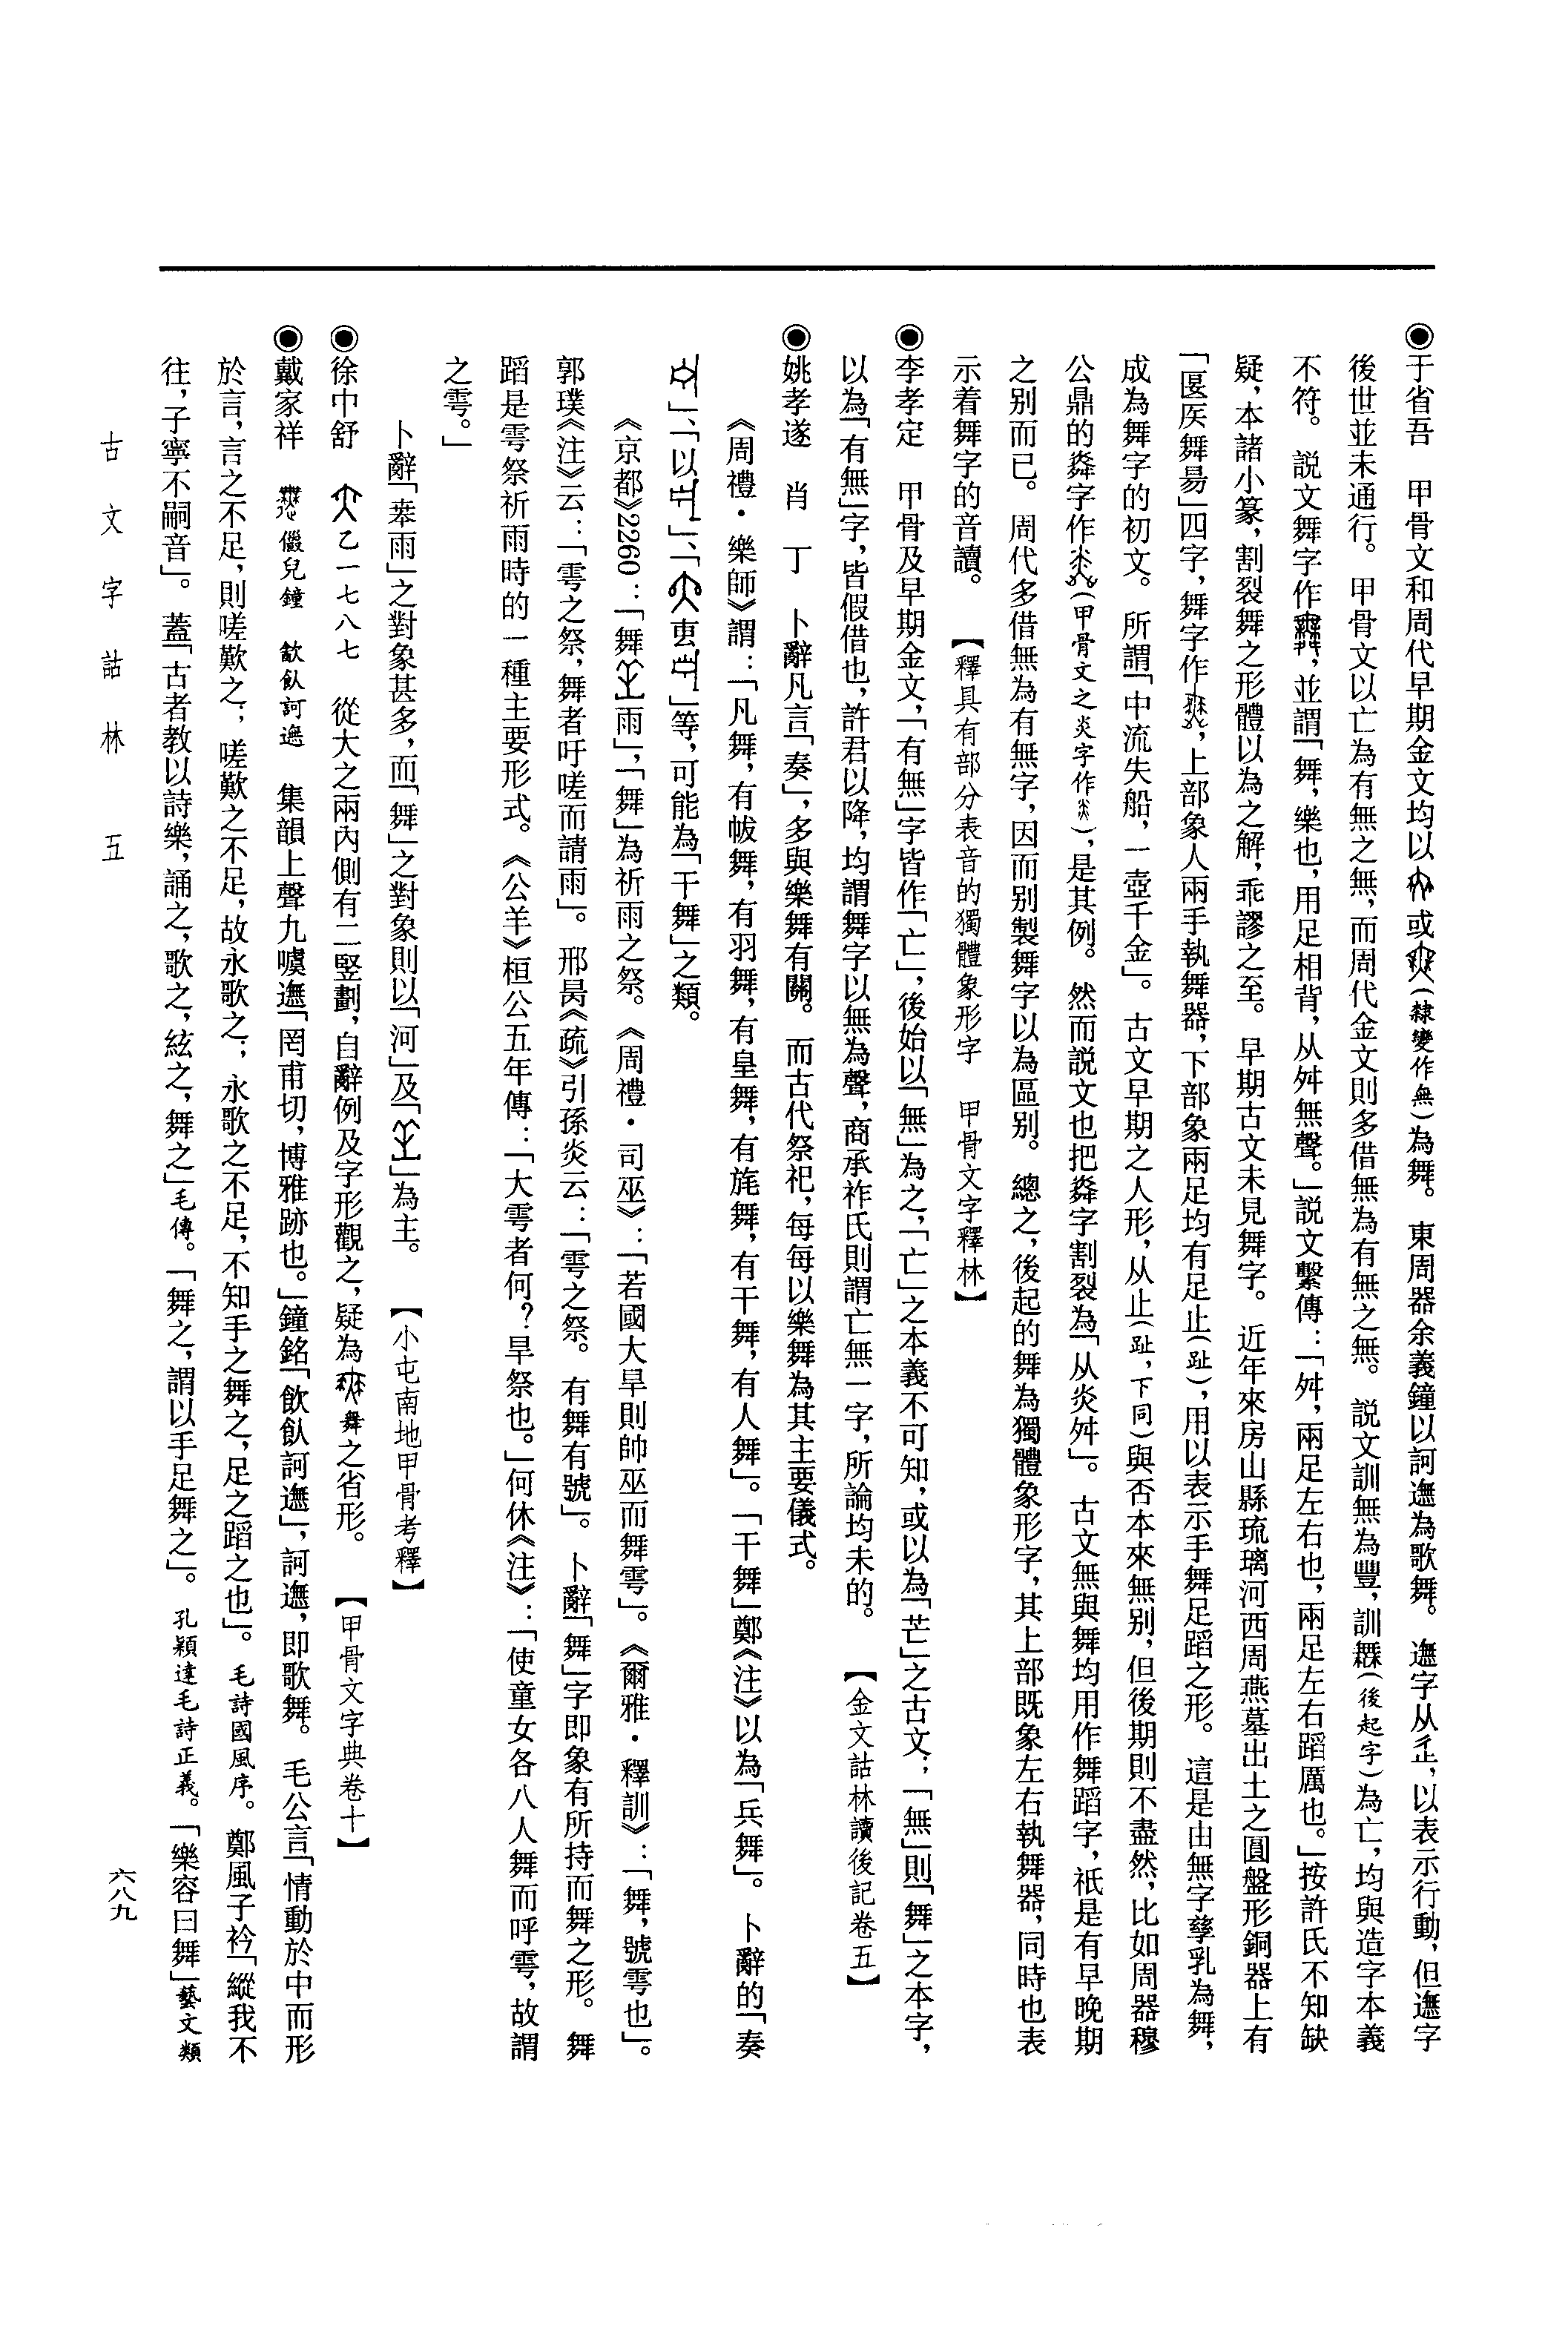 ◉于省吾　甲骨文和周代早期金文均以或（隸變作無）為舞。東周器余義鐘以訶𨖴為歌舞。𨖴字从辵，以表示行動，但𨖴字
後世並未通行。甲骨文以亡為有無之無，而周代金文則多借無為有無之無。説文訓無為豐，訓橆（後起字）為亡，均與造字本義
不符。説文舞字作，並謂「舞，樂也，用足相背，从舛無聲。」説文繫傳：「舛，兩足左右也，兩足左右蹈厲也。」按許氏不知缺
疑，本諸小篆，割裂舞之形體以為之解，乖謬之至。早期古文未見舞字。近年來房山縣琉璃河西周燕墓出土之圓盤形銅器上有
「匽𥎦舞昜」四字，舞字作，上部象人兩手執舞器，下部象兩足均有足止（趾），用以表示手舞足蹈之形。這是由無字孳乳為舞，
成為舞字的初文。所謂「中流失船，一壺千金」。古文早期之人形，从止（趾，下同）與否本來無别，但後期則不盡然，比如周器穆
公鼎的粦字作（甲骨文之炎字作），是其例。然而説文也把粦字割裂為「从炎舛」。古文無與舞均用作舞蹈字，祇是有早晚期
之别而已。周代多借無為有無字，因而别製舞字以為區别。總之，後起的舞為獨體象形字，其上部既象左右執舞器，同時也表
示着舞字的音讀。【釋具有部分表音的獨體象形字　甲骨文字釋林】
◉李孝定　甲骨及早期金文，「有無」字皆作「亡」，後始以「無」為之，「亡」之本義不可知，或以為「芒」之古文；「無」則「舞」之本字，
以為「有無」字，皆假借也，許君以降，均謂舞字以無為聲，商承祚氏則謂亡無一字，所論均未的。【金文詁林讀後記卷五】
◉姚孝遂　肖　丁　卜辭凡言「奏」，多與樂舞有關。而古代祭祀，每每以樂舞為其主要儀式。
《周禮·樂師》謂：「凡舞，有帗舞，有羽舞，有皇舞，有旄舞，有干舞，有人舞」。「干舞」鄭《注》以為「兵舞」。卜辭的「奏
」、「以」、「叀」等，可能為「干舞」之類。
《京都》2260：「舞雨」，「舞」為祈雨之祭。《周禮·司巫》：「若國大旱則帥巫而舞雩」。《爾雅·釋訓》：「舞，號雩也」。
郭璞《注》云：「雩之祭，舞者吁嗟而請雨」。邢昺《疏》引孫炎云：「雩之祭。有舞有號」。卜辭「舞」字即象有所持而舞之形。舞
蹈是雩祭祈雨時的一種主要形式。《公羊》桓公五年傳：「大雩者何？旱祭也。」何休《注》：「使童女各八人舞而呼雩，故謂
之雩。」
卜辭「𠦪雨」之對象甚多，而「舞」之對象則以「河」及「」為主。【小屯南地甲骨考釋】
◉徐中舒　乙一七八七　從大之兩內側有二竪劃，自辭例及字形觀之，疑為舞之省形。【甲骨文字典卷十】
◉戴家祥　儠兒鐘　歙飤訶𨖴　集韻上聲九噳𨖴「罔甫切，博雅跡也。」鐘銘「飲飤訶𨖴」，訶𨖴，即歌舞。毛公言「情動於中而形
於言，言之不足，則嗟歎之；嗟歎之不足，故永歌之；永歌之不足，不知手之舞之，足之蹈之也」。毛詩國風序。鄭風子衿「縱我不
往，子寧不嗣音」。蓋「古者教以詩樂，誦之，歌之，絃之，舞之」毛傳。「舞之，謂以手足舞之」。孔穎達毛詩正義。「樂容曰舞」藝文類
古文字詁林　五
六八九